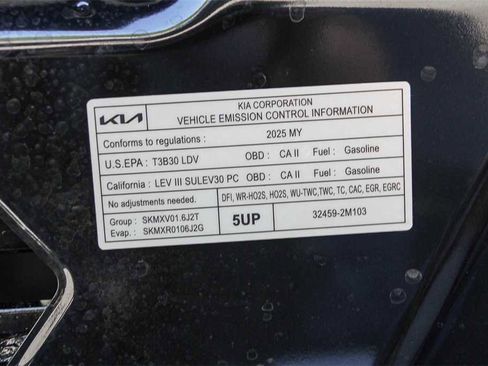 KIA
KIA CORPORATION
VEHICLE EMISSION CONTROL INFORMATION
Conforms to regulations : 2025 MY
U.S.EPA : T3B30 LDV OBD : CA II Fuel : Gasoline
California : LEV III SULEV30 PC OBD : CA II Fuel : Gasoline
No adjustments needed. DFI, WR-HO2S, HO2S, WU-TWC,TWC, TC, CAC, EGR, EGRC
Group : SKMXV01.6J2T
Evap. : SKMXR0106J2G
5UP
32459-2M103